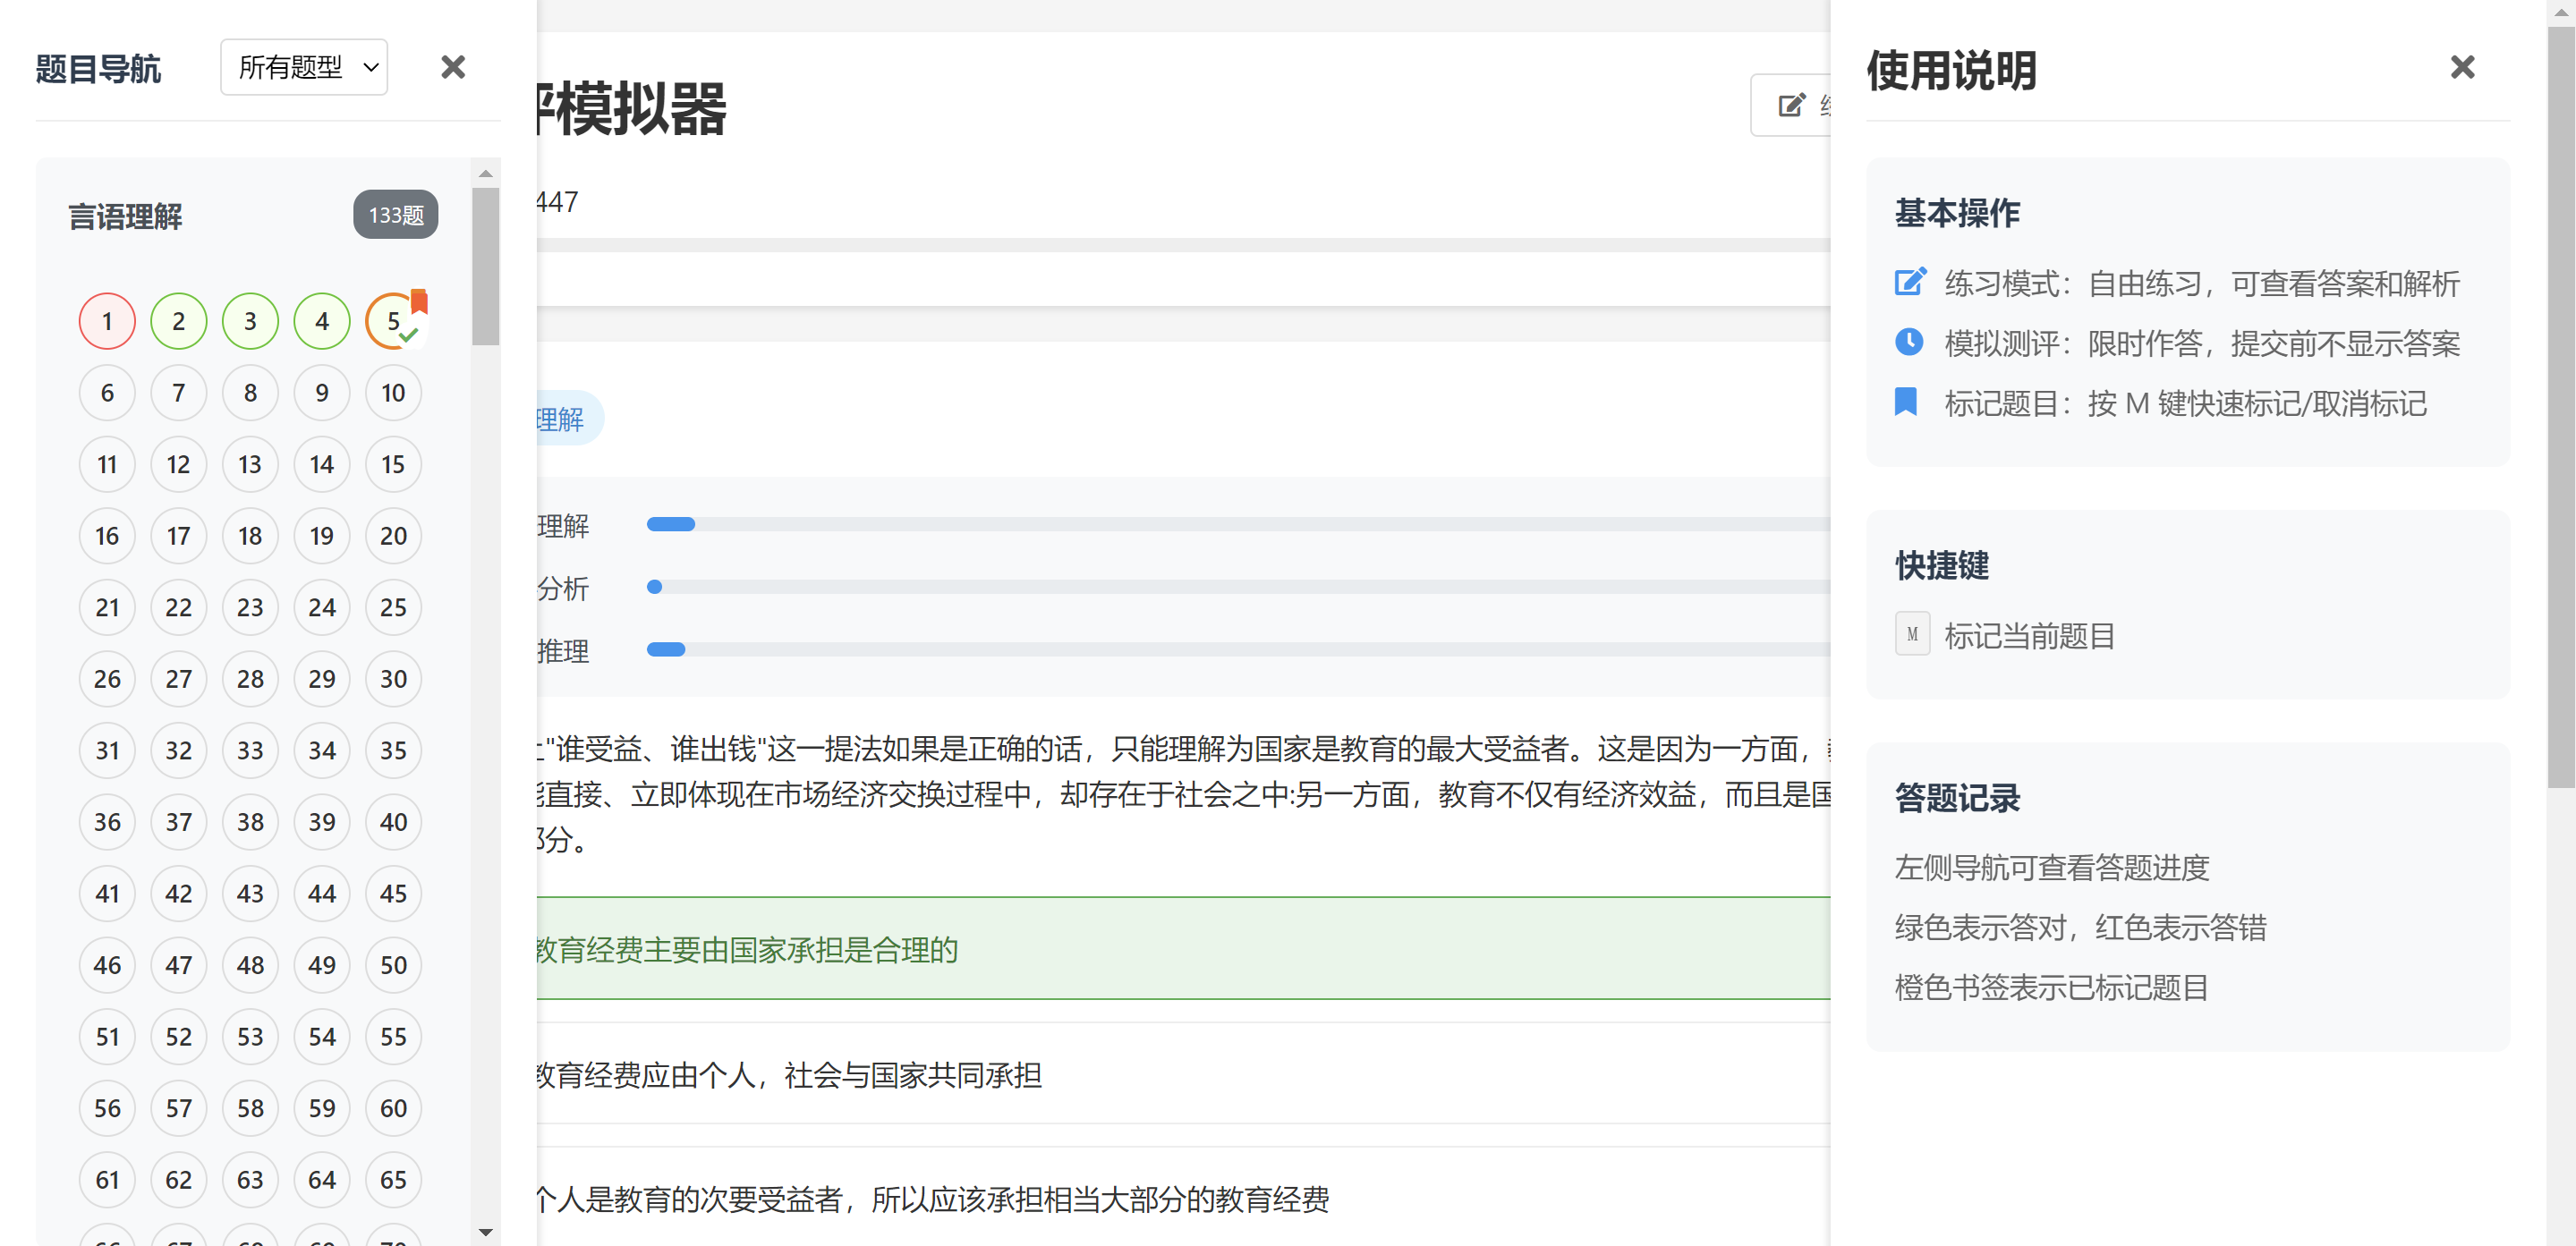 题目导航
所有题型
言语理解
133题
1 2 3 4 5
6 7 8 9 10
11 12 13 14 15
16 17 18 19 20
21 22 23 24 25
26 27 28 29 30
31 32 33 34 35
36 37 38 39 40
41 42 43 44 45
46 47 48 49 50
51 52 53 54 55
56 57 58 59 60
61 62 63 64 65
模拟器
447
理解
理解
分析
推理
"谁受益、谁出钱"这一提法如果是正确的话，只能理解为国家是教育的最大受益者。这是因为一方面，
直接、立即体现在市场经济交换过程中，却存在于社会之中:另一方面，教育不仅有经济效益，而且是国
部分。
教育经费主要由国家承担是合理的
教育经费应由个人，社会与国家共同承担
个人是教育的次要受益者，所以应该承担相当大部分的教育经费
使用说明
基本操作
练习模式：自由练习，可查看答案和解析
模拟测评：限时作答，提交前不显示答案
标记题目：按 M 键快速标记/取消标记
快捷键
M 标记当前题目
答题记录
左侧导航可查看答题进度
绿色表示答对，红色表示答错
橙色书签表示已标记题目